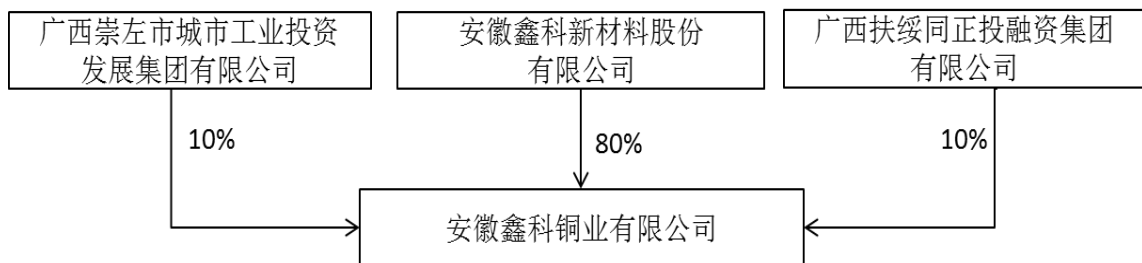 广西崇左市城市工业投资
发展集团有限公司
安徽鑫科新材料股份
有限公司
广西扶绥同正投融资集团
有限公司
10%
80%
10%
安徽鑫科铜业有限公司